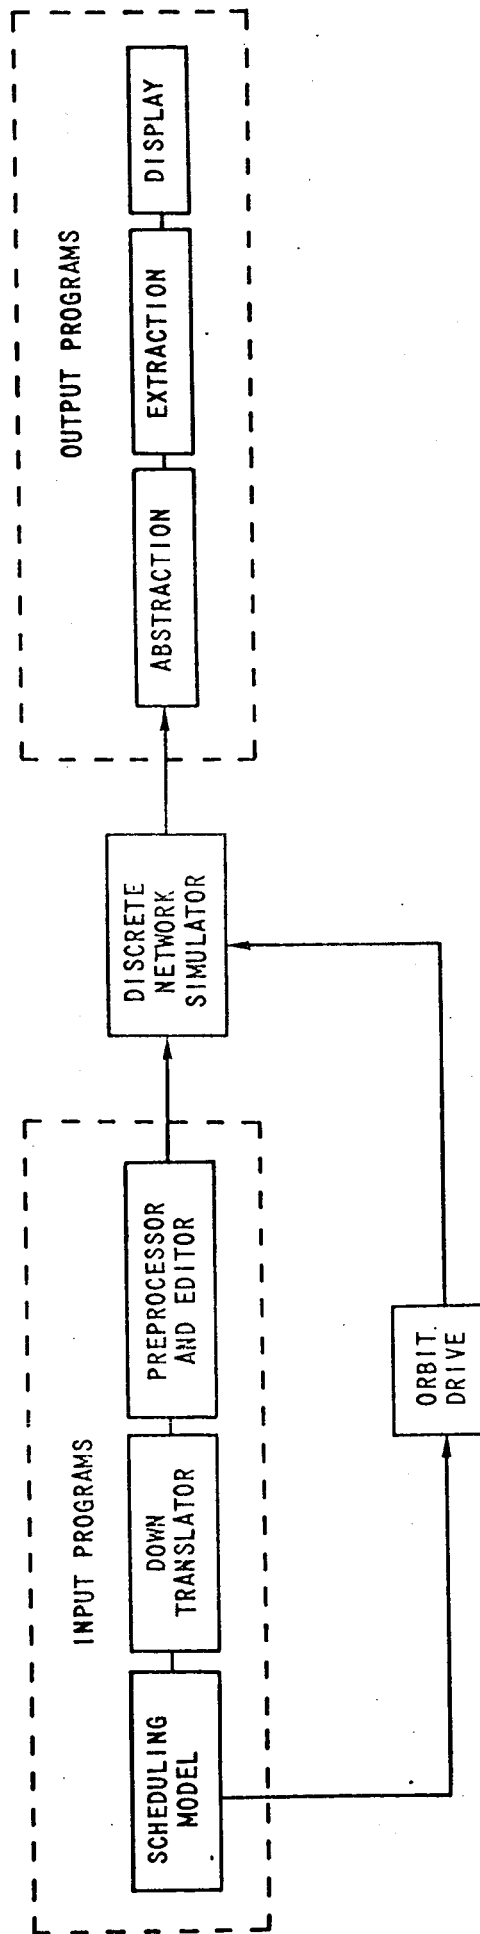 INPUT PROGRAMS
SCHEDULING
MODEL
DOWN
TRANSLATOR
PREPROCESSOR
AND EDITOR
ORBIT.
DRIVE
DISCRETE
NETWORK
SIMULATOR
OUTPUT PROGRAMS
ABSTRACTION
EXTRACTION
DISPLAY